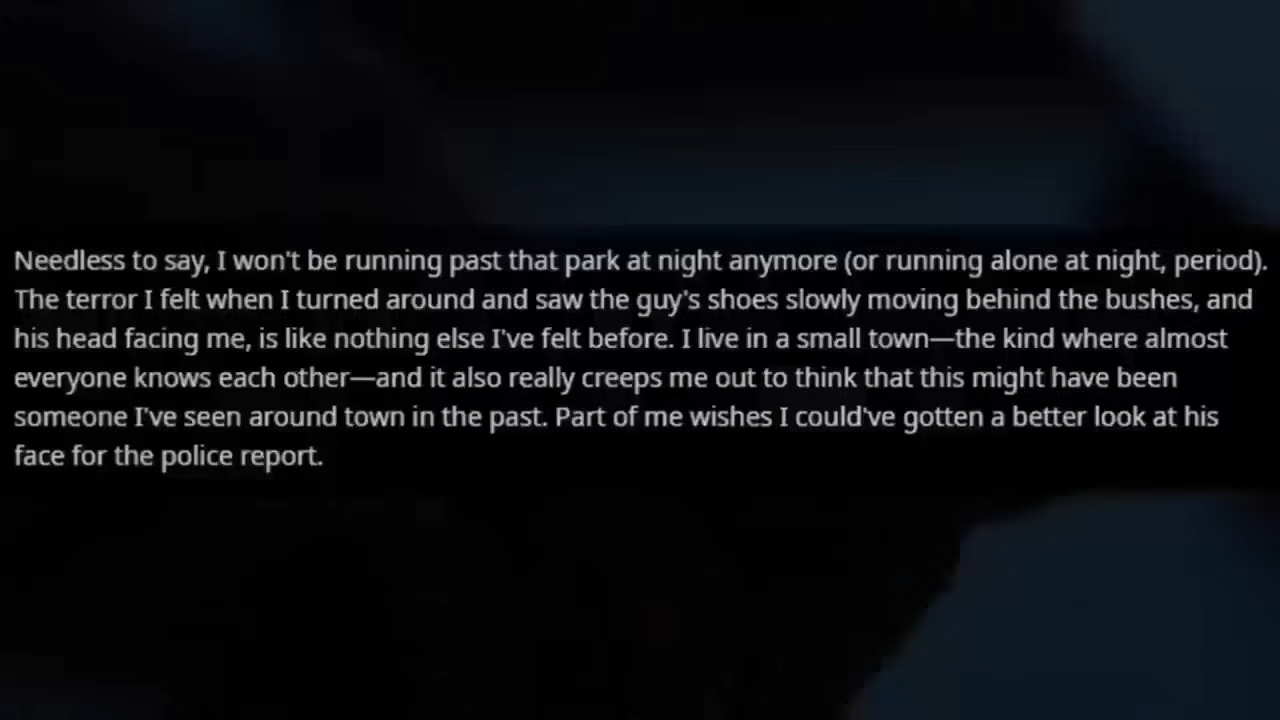 Needless to say, I won't be running past that park at night anymore (or running alone at night, period).
The terror I felt when I turned around and saw the guy's shoes slowly moving behind the bushes, and
his head facing me, is like nothing else I've felt before. I live in a small town—the kind where almost
everyone knows each other—and it also really creeps me out to think that this might have been
someone I've seen around town in the past. Part of me wishes I could've gotten a better look at his
face for the police report.